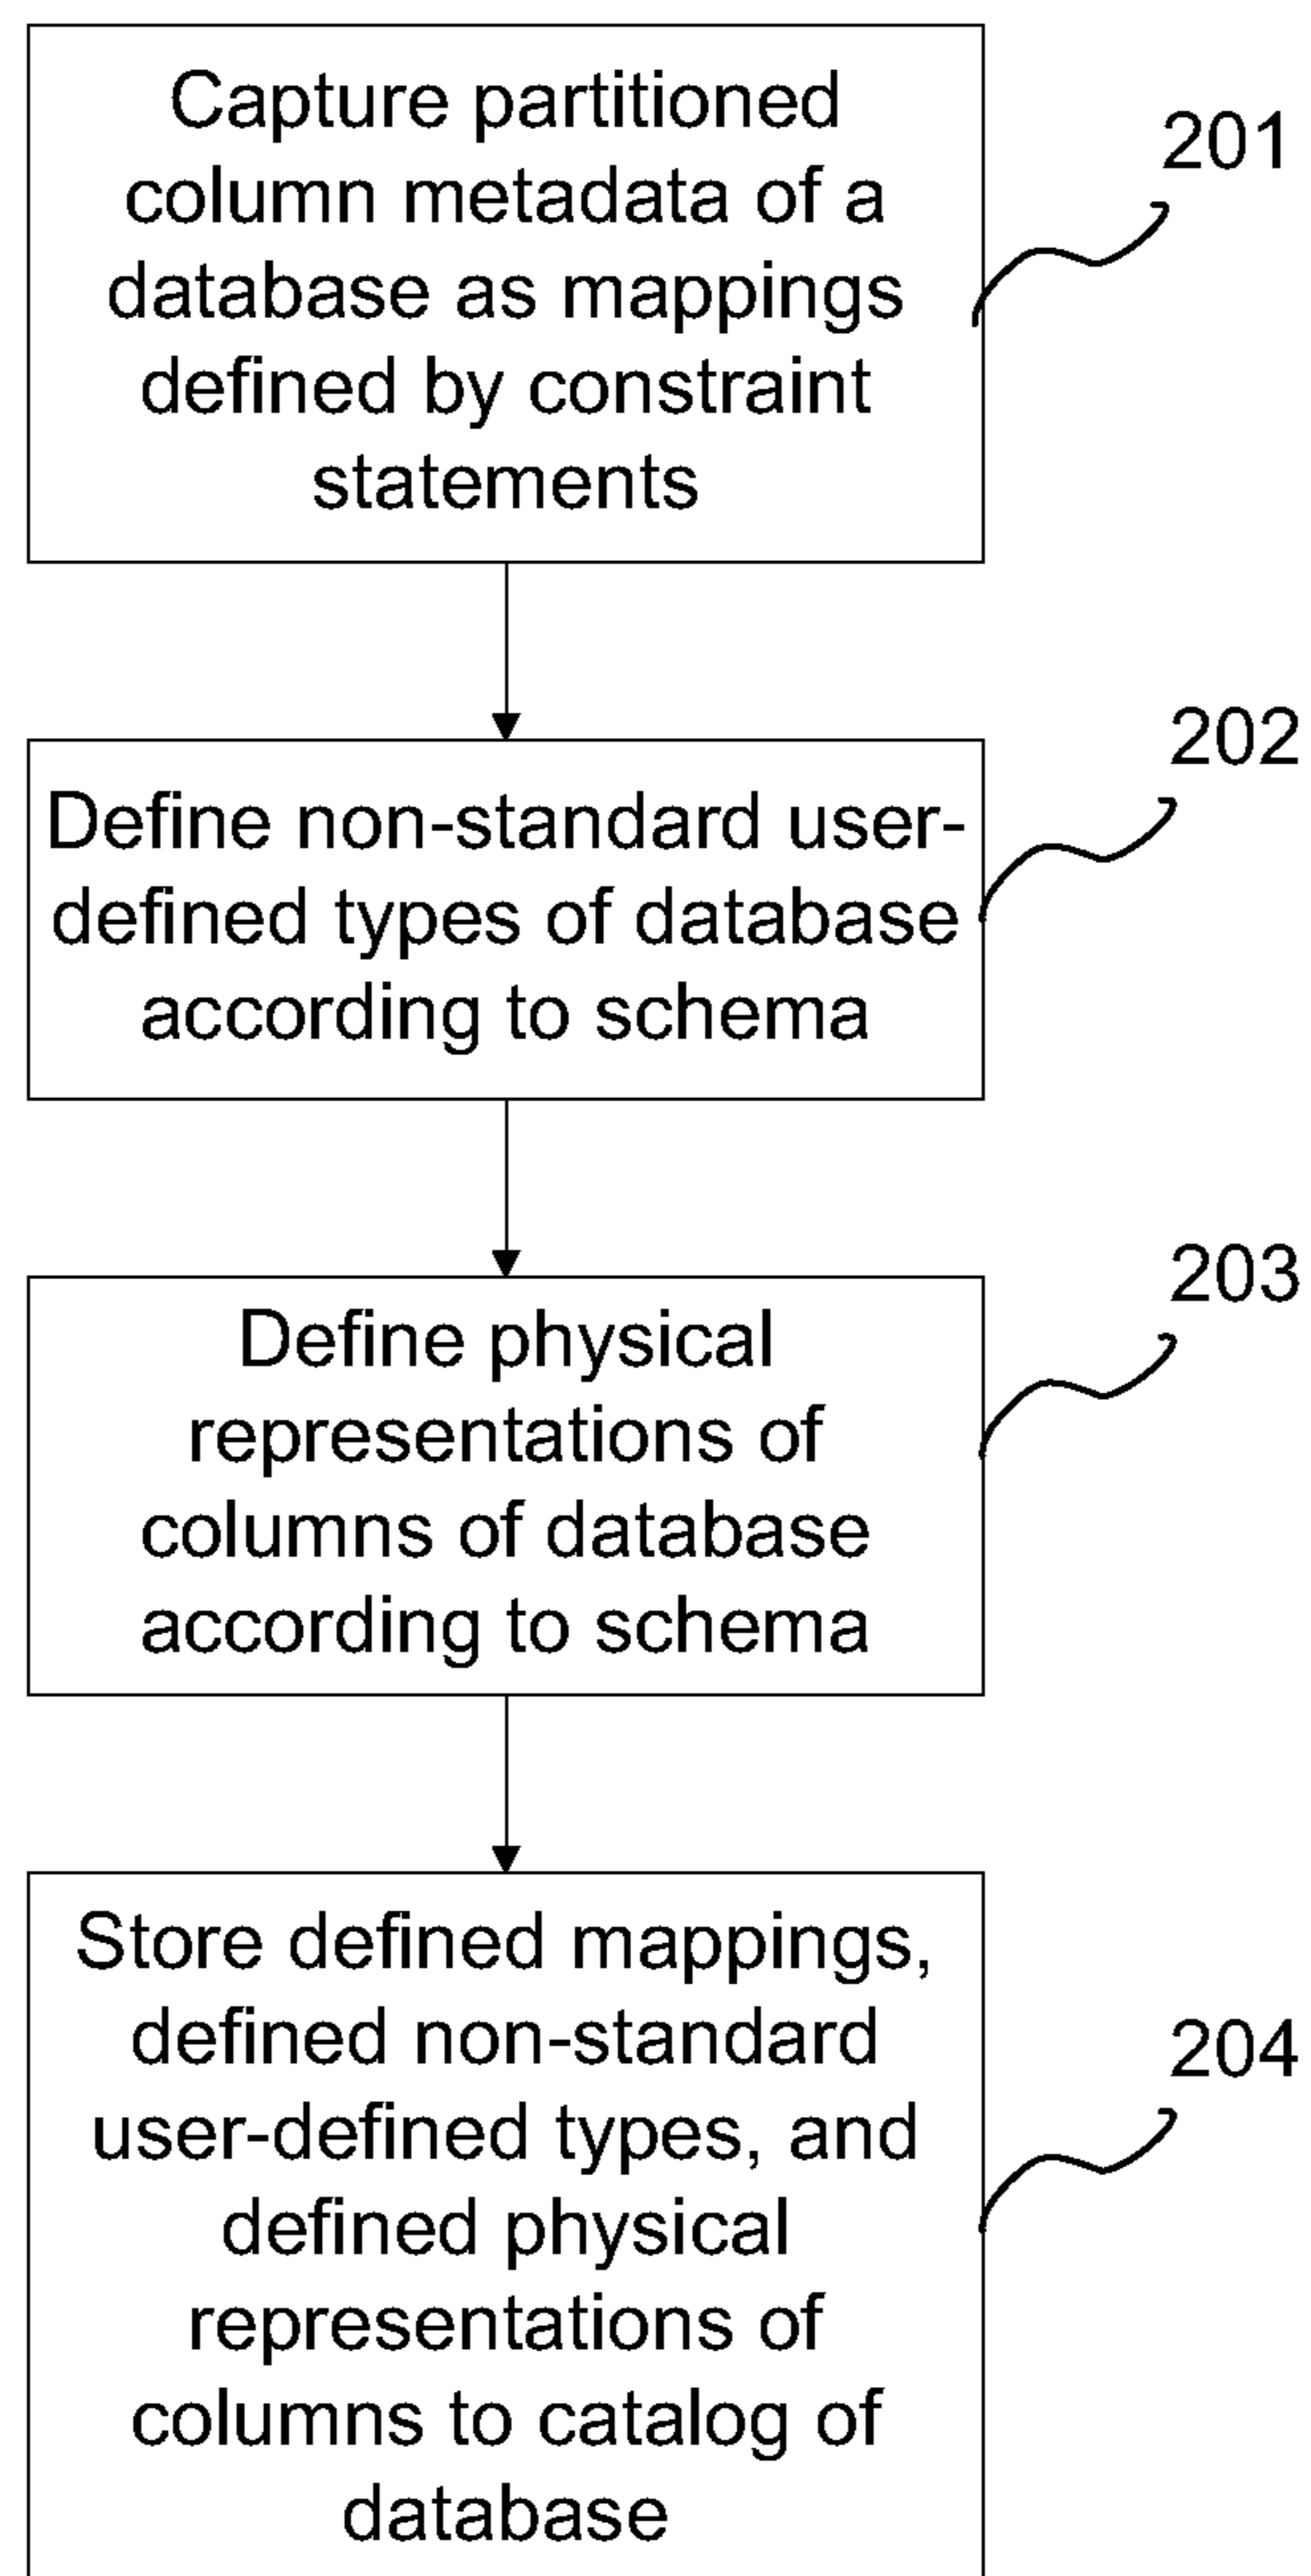 Capture partitioned
column metadata of a
database as mappings
defined by constraint
statements
201
Define non-standard user-
defined types of database
according to schema
202
Define physical
representations of
columns of database
according to schema
203
Store defined mappings,
defined non-standard
user-defined types, and
defined physical
representations of
columns to catalog of
database
204